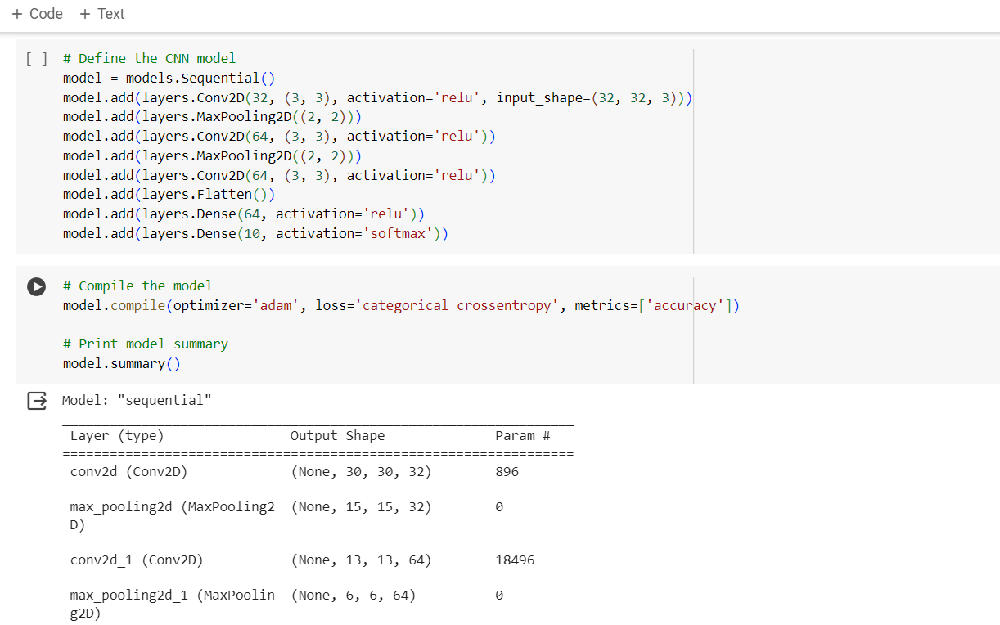 + Code + Text
[ ] # Define the CNN model
model = models.Sequential()
model.add(layers.Conv2D(32, (3, 3), activation='relu', input_shape=(32, 32, 3)))
model.add(layers.MaxPooling2D((2, 2)))
model.add(layers.Conv2D(64, (3, 3), activation='relu'))
model.add(layers.MaxPooling2D((2, 2)))
model.add(layers.Conv2D(64, (3, 3), activation='relu'))
model.add(layers.Flatten())
model.add(layers.Dense(64, activation='relu'))
model.add(layers.Dense(10, activation='softmax'))
# Compile the model
model.compile(optimizer='adam', loss='categorical_crossentropy', metrics=['accuracy'])
# Print model summary
model.summary()
Model: "sequential"
_________________________________________________________________
Layer (type) Output Shape Param #
=================================================================
conv2d (Conv2D) (None, 30, 30, 32) 896
max_pooling2d (MaxPooling2 (None, 15, 15, 32) 0
D)
conv2d_1 (Conv2D) (None, 13, 13, 64) 18496
max_pooling2d_1 (MaxPoolin (None, 6, 6, 64) 0
g2D)